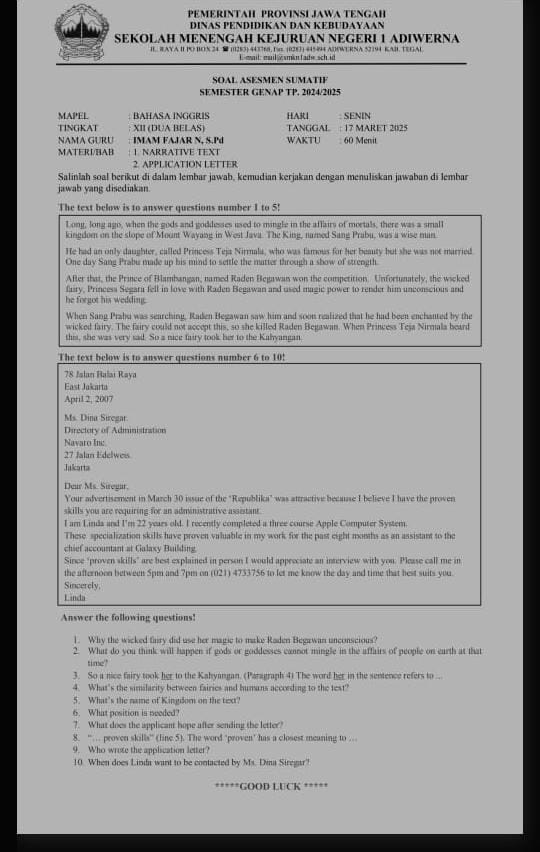 PEMERINTAH PROVINSI JAWA TENGAH
DINAS PENDIDIKAN DAN KEBUDAYAAN
SEKOLAH MENENGAH KEJURUAN NEGERI 1 ADIWERNA
JL. RAYA II PO BOX 24 ☎ (0283) 443768, Fax. (0283) 445494 ADIWERNA 52194 KAB. TEGAL
E-mail: mail@smkn1adw.sch.id
SOAL ASESMEN SUMATIF
SEMESTER GENAP TP. 2024/2025
MAPEL : BAHASA INGGRIS HARI : SENIN
TINGKAT : XII (DUA BELAS) TANGGAL : 17 MARET 2025
NAMA GURU : IMAM FAJAR N, S.Pd WAKTU : 60 Menit
MATERI/BAB : 1. NARRATIVE TEXT
2. APPLICATION LETTER
Salinlah soal berikut di dalam lembar jawab, kemudian kerjakan dengan menuliskan jawaban di lembar
jawab yang disediakan.
The text below is to answer questions number 1 to 5!
Long, long ago, when the gods and goddesses used to mingle in the affairs of mortals, there was a small
kingdom on the slope of Mount Wayang in West Java. The King, named Sang Prabu, was a wise man.
He had an only daughter, called Princess Teja Nirmala, who was famous for her beauty but she was not married.
One day Sang Prabu made up his mind to settle the matter through a show of strength.
After that, the Prince of Blambangan, named Raden Begawan won the competition. Unfortunately, the wicked
fairy, Princess Segara fell in love with Raden Begawan and used magic power to render him unconscious and
he forgot his wedding.
When Sang Prabu was searching, Raden Begawan saw him and soon realized that he had been enchanted by the
wicked fairy. The fairy could not accept this, so she killed Raden Begawan. When Princess Teja Nirmala heard
this, she was very sad. So a nice fairy took her to the Kahyangan.
The text below is to answer questions number 6 to 10!
78 Jalan Balai Raya
East Jakarta
April 2, 2007
Ms. Dina Siregar.
Directory of Administration
Navaro Inc.
27 Jalan Edelweis.
Jakarta
Dear Ms. Siregar,
Your advertisement in March 30 issue of the ‘Republika’ was attractive because I believe I have the proven
skills you are requiring for an administrative assistant.
I am Linda and I’m 22 years old. I recently completed a three course Apple Computer System.
These specialization skills have proven valuable in my work for the past eight months as an assistant to the
chief accountant at Galaxy Building.
Since ‘proven skills’ are best explained in person I would appreciate an interview with you. Please call me in
the afternoon between 5pm and 7pm on (021) 4733756 to let me know the day and time that best suits you.
Sincerely,
Linda
Answer the following questions!
1. Why the wicked fairy did use her magic to make Raden Begawan unconscious?
2. What do you think will happen if gods or goddesses cannot mingle in the affairs of people on earth at that
time?
3. So a nice fairy took her to the Kahyangan. (Paragraph 4) The word her in the sentence refers to ...
4. What’s the similarity between fairies and humans according to the text?
5. What’s the name of Kingdom on the text?
6. What position is needed?
7. What does the applicant hope after sending the letter?
8. “… proven skills” (line 5). The word ‘proven’ has a closest meaning to …
9. Who wrote the application letter?
10. When does Linda want to be contacted by Ms. Dina Siregar?
*****GOOD LUCK *****